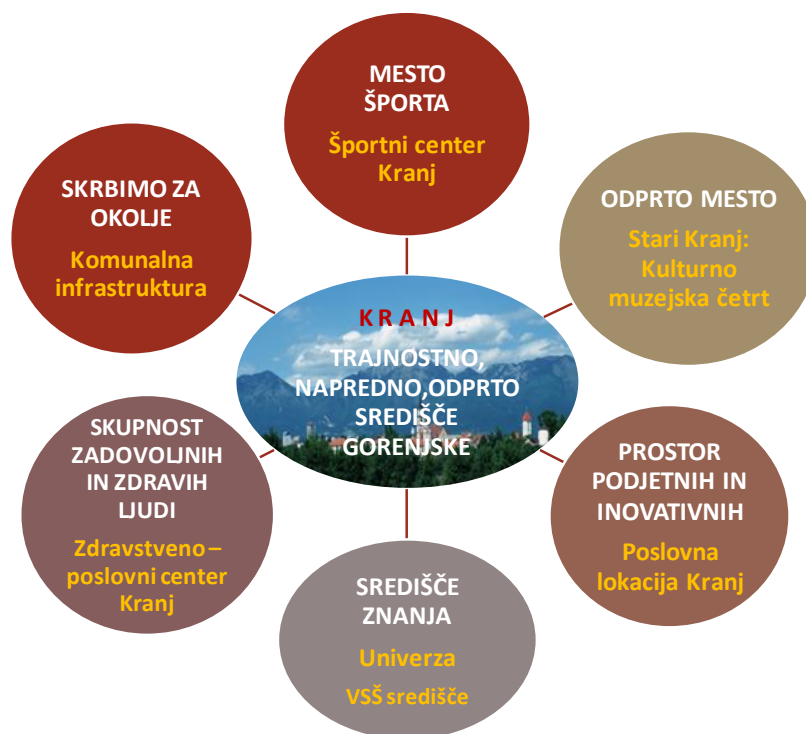 MESTO
ŠPORTA
Športni center
Kranj
ODPRTO MESTO
Stari Kranj:
Kulturno
muzejska četrt
PROSTOR
PODJETNIH IN
INOVATIVNIH
Poslovna
lokacija Kranj
SREDIŠČE
ZNANJA
Univerza
VSŠ središče
SKUPNOST
ZADOVOLJNIH
IN ZDRAVIH
LJUDI
Zdravstveno –
poslovni center
Kranj
SKRBIMO ZA
OKOLJE
Komunalna
infrastruktura
K R A N J
TRAJNOSTNO,
NAPREDNO,ODPRTO
SREDIŠČE
GORENJSKE